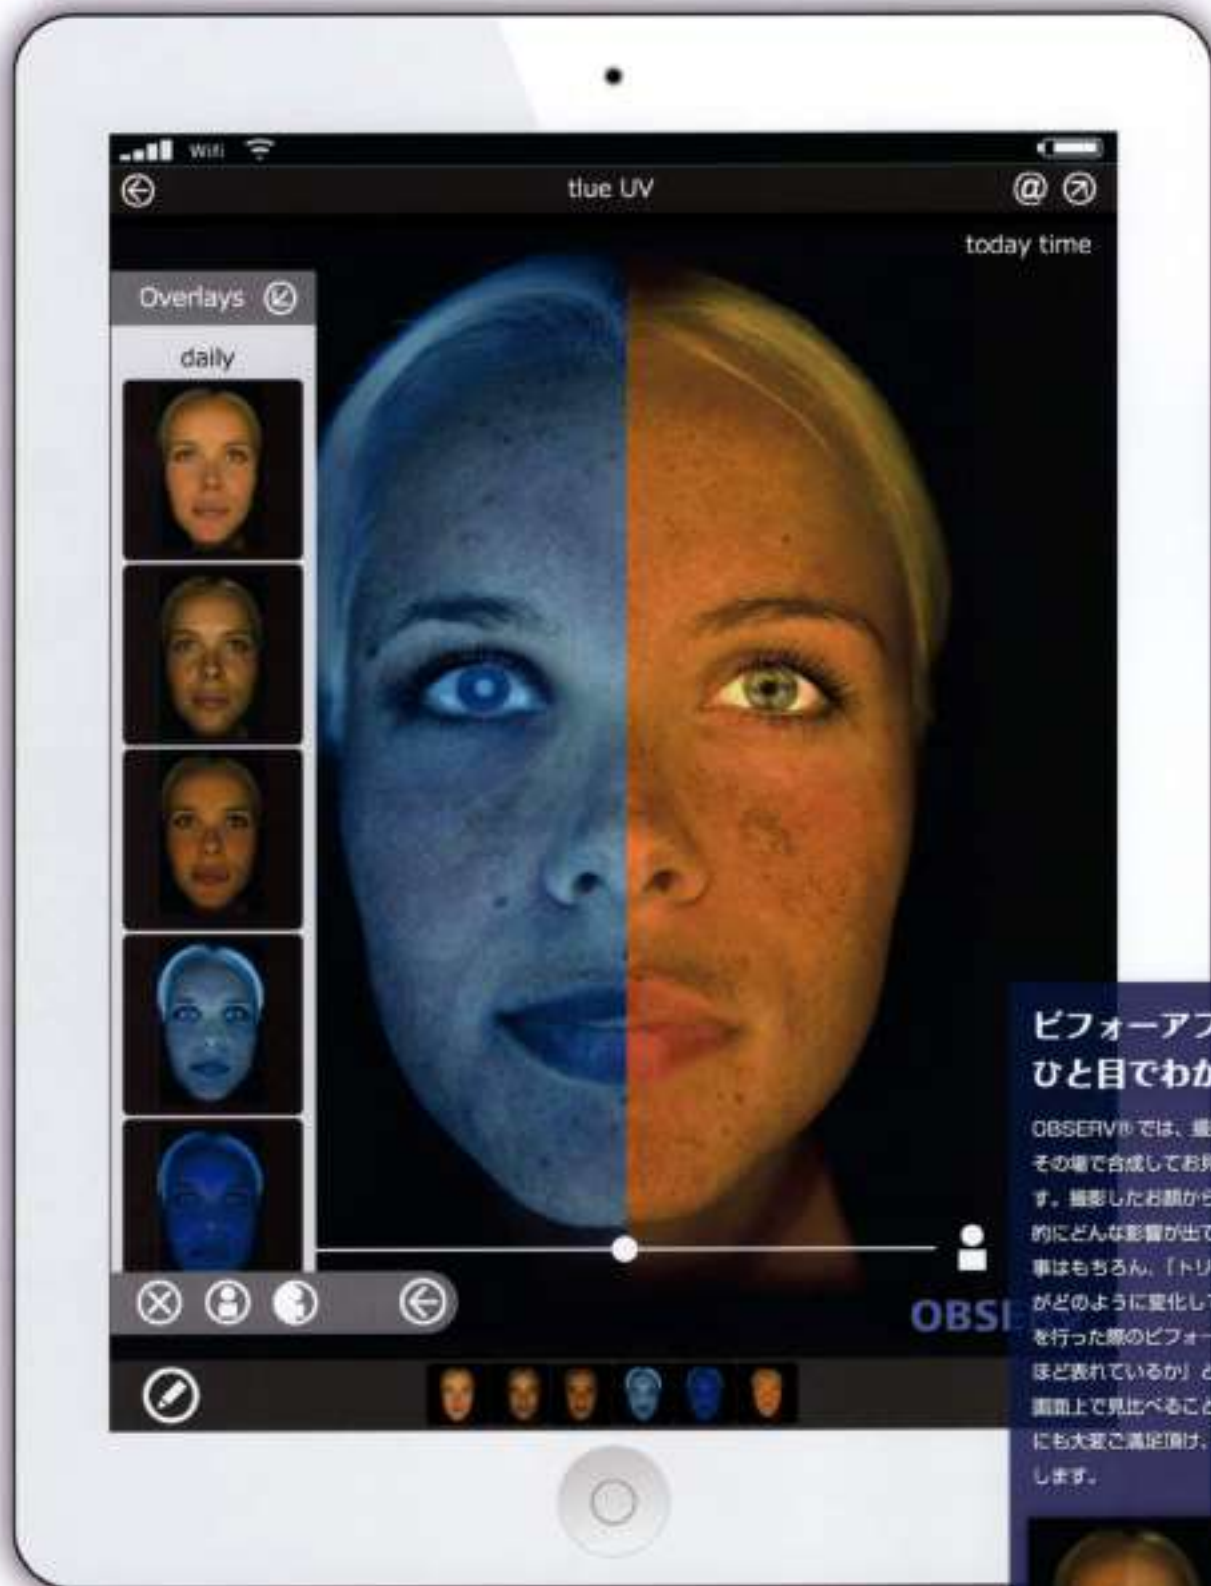 Wifi
tlue UV
@
today time
Overlays
daily
OBSE
ビフォーアフ
ひと目でわか
OBSERV® では、撮
その場で合成してお見
す。撮影したお顔から
的にどんな影響が出て
事はもちろん、「トリ
がどのように変化して
を行った際のビフォー
ほど表れているか」と
画面上で見比べること
にも大変ご満足頂け、
します。